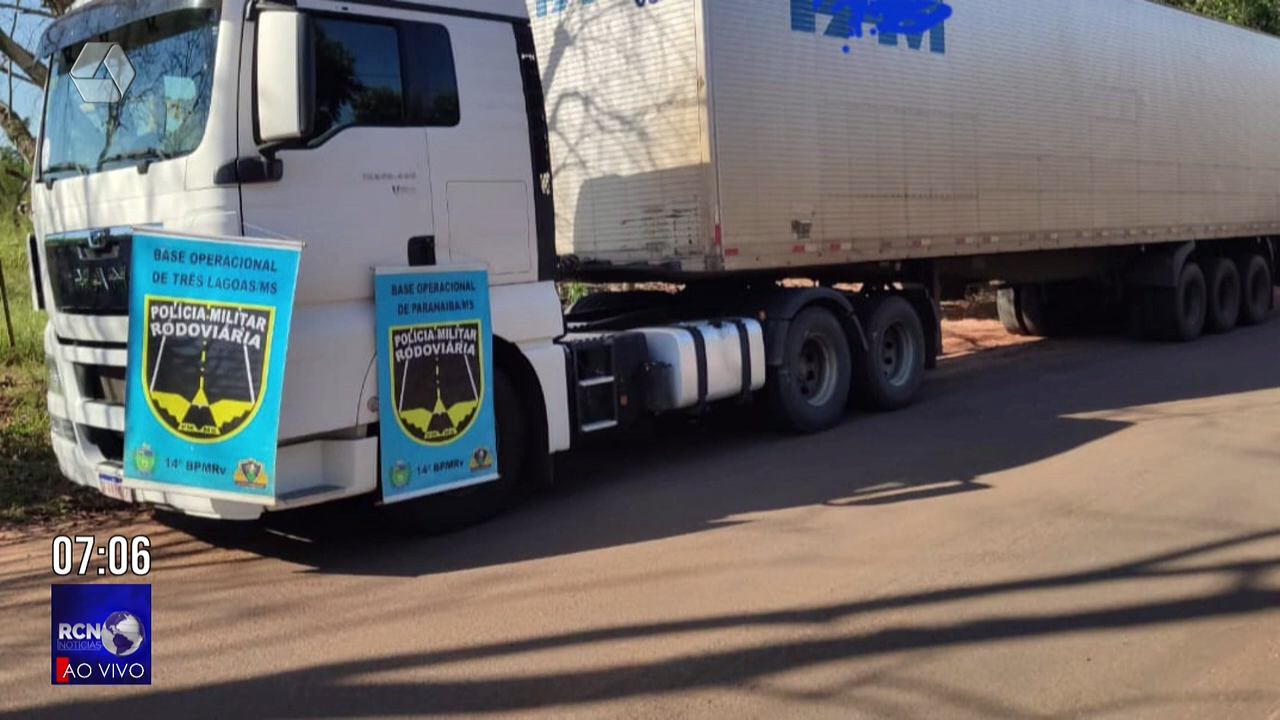 BASE OPERACIONAL
DE TRÊS LAGOAS/MS
POLÍCIA MILITAR
RODOVIÁRIA
14º BPMRv
BASE OPERACIONAL
DE PARANAIBA/MS
POLÍCIA MILITAR
RODOVIÁRIA
14º BPMRv
07:06
RCN
NOTÍCIAS
AO VIVO